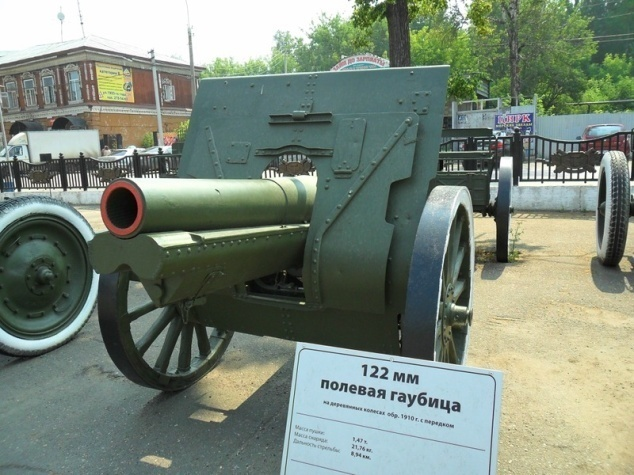 ЦИРК
122 мм
полевая гаубица
на деревянных колесах обр. 1910 г. с передком
Масса пушки: 1,47 т.
Масса снаряда: 21,76 кг.
Дальность стрельбы: 8,94 км.